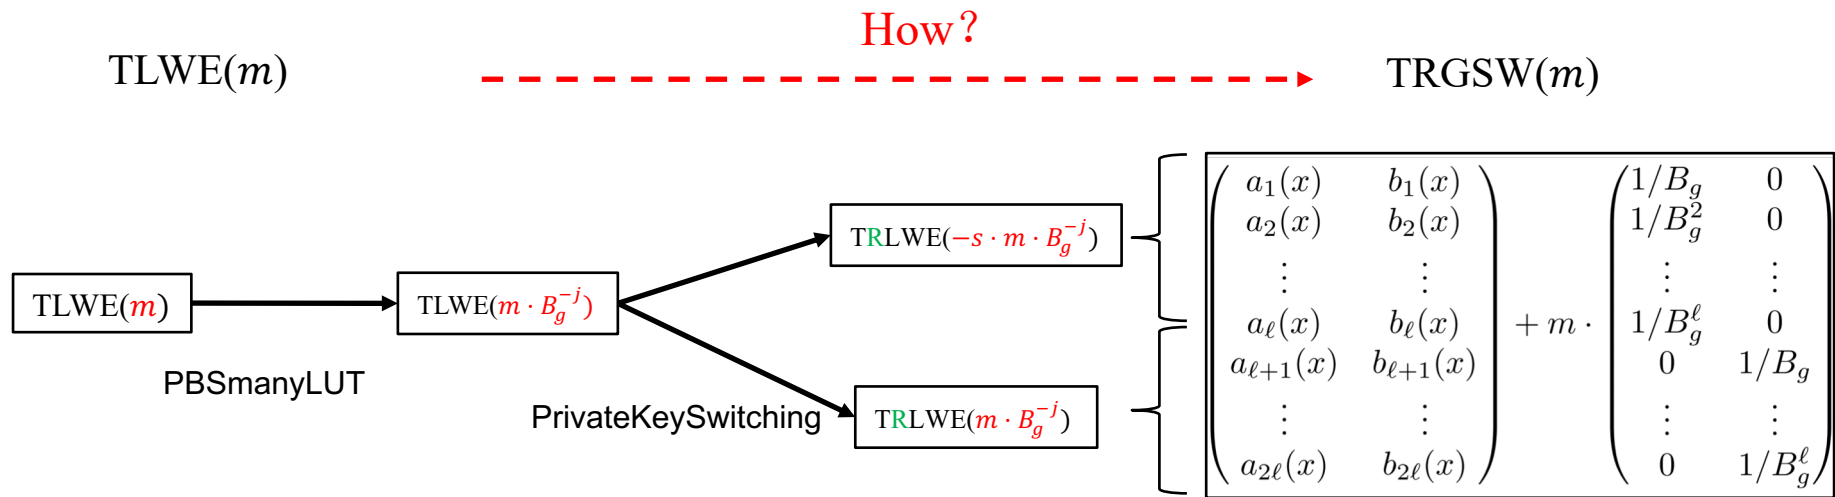 How?
TLWE(m) TRGSW(m)
TLWE(m)
PBSmanyLUT
TLWE(m · B_g^{-j})
PrivateKeySwitching
TRLWE(−s · m · B_g^{-j})
TRLWE(m · B_g^{-j})
a_1(x) b_1(x)
a_2(x) b_2(x)
⋮ ⋮
a_ℓ(x) b_ℓ(x)
a_{ℓ+1}(x) b_{ℓ+1}(x)
⋮ ⋮
a_{2ℓ}(x) b_{2ℓ}(x)
+ m ·
1/B_g 0
1/B_g^2 0
⋮ ⋮
1/B_g^ℓ 0
0 1/B_g
⋮ ⋮
0 1/B_g^ℓ